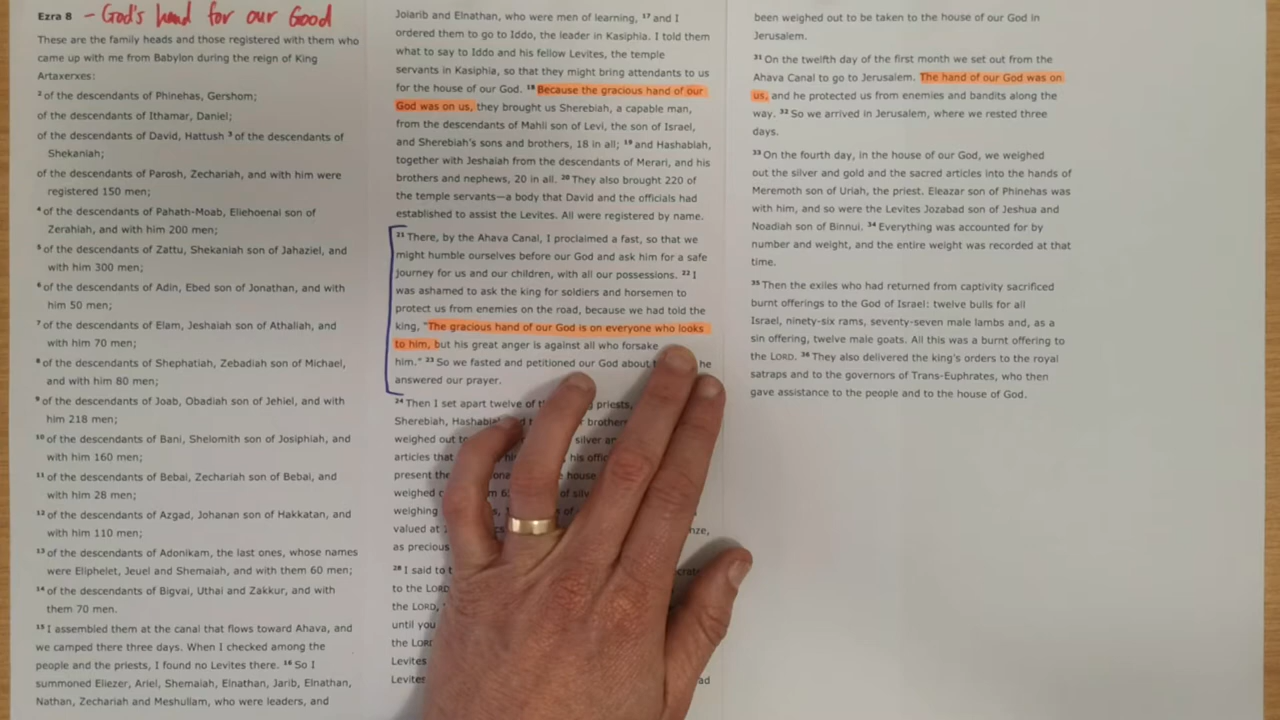 Ezra 8 – God's hand for our Good
These are the family heads and those registered with them who
came up with me from Babylon during the reign of King
Artaxerxes:
2 of the descendants of Phinehas, Gershom;
of the descendants of Ithamar, Daniel;
of the descendants of David, Hattush 3 of the descendants of
Shekaniah;
of the descendants of Parosh, Zechariah, and with him were
registered 150 men;
4 of the descendants of Pahath-Moab, Eliehoenai son of
Zerahiah, and with him 200 men;
5 of the descendants of Zattu, Shekaniah son of Jahaziel, and
with him 300 men;
6 of the descendants of Adin, Ebed son of Jonathan, and with
him 50 men;
7 of the descendants of Elam, Jeshaiah son of Athaliah, and
with him 70 men;
8 of the descendants of Shephatiah, Zebadiah son of Michael,
and with him 80 men;
9 of the descendants of Joab, Obadiah son of Jehiel, and with
him 218 men;
10 of the descendants of Bani, Shelomith son of Josiphiah, and
with him 160 men;
11 of the descendants of Bebai, Zechariah son of Bebai, and
with him 28 men;
12 of the descendants of Azgad, Johanan son of Hakkatan, and
with him 110 men;
13 of the descendants of Adonikam, the last ones, whose names
were Eliphelet, Jeuel and Shemaiah, and with them 60 men;
14 of the descendants of Bigvai, Uthai and Zakkur, and with
them 70 men.
15 I assembled them at the canal that flows toward Ahava, and
we camped there three days. When I checked among the
people and the priests, I found no Levites there. 16 So I
summoned Eliezer, Ariel, Shemaiah, Elnathan, Jarib, Elnathan,
Nathan, Zechariah and Meshullam, who were leaders, and
Joiarib and Elnathan, who were men of learning, 17 and I
ordered them to go to Iddo, the leader in Kasiphia. I told them
what to say to Iddo and his fellow Levites, the temple
servants in Kasiphia, so that they might bring attendants to us
for the house of our God. 18 Because the gracious hand of our
God was on us, they brought us Sherebiah, a capable man,
from the descendants of Mahli son of Levi, the son of Israel,
and Sherebiah's sons and brothers, 18 in all; 19 and Hashabiah,
together with Jeshaiah from the descendants of Merari, and his
brothers and nephews, 20 in all. 20 They also brought 220 of
the temple servants—a body that David and the officials had
established to assist the Levites. All were registered by name.
21 There, by the Ahava Canal, I proclaimed a fast, so that we
might humble ourselves before our God and ask him for a safe
journey for us and our children, with all our possessions. 22 I
was ashamed to ask the king for soldiers and horsemen to
protect us from enemies on the road, because we had told the
king, "The gracious hand of our God is on everyone who looks
to him, but his great anger is against all who forsake
him." 23 So we fasted and petitioned our God about he
answered our prayer.
24 Then I set apart twelve of priests,
Sherebiah, brothers
weighed out silver
articles that his
present the house
weighed of
weighing of
valued at
as precious
28 I said to
to the LORD
the LORD,
until you
the LORD
Levites
Levites
been weighed out to be taken to the house of our God in
Jerusalem.
31 On the twelfth day of the first month we set out from the
Ahava Canal to go to Jerusalem. The hand of our God was on
us, and he protected us from enemies and bandits along the
way. 32 So we arrived in Jerusalem, where we rested three
days.
33 On the fourth day, in the house of our God, we weighed
out the silver and gold and the sacred articles into the hands of
Meremoth son of Uriah, the priest. Eleazar son of Phinehas was
with him, and so were the Levites Jozabad son of Jeshua and
Noadiah son of Binnui. 34 Everything was accounted for by
number and weight, and the entire weight was recorded at that
time.
35 Then the exiles who had returned from captivity sacrificed
burnt offerings to the God of Israel: twelve bulls for all
Israel, ninety-six rams, seventy-seven male lambs and, as a
sin offering, twelve male goats. All this was a burnt offering to
the LORD. 36 They also delivered the king's orders to the royal
satraps and to the governors of Trans-Euphrates, who then
gave assistance to the people and to the house of God.